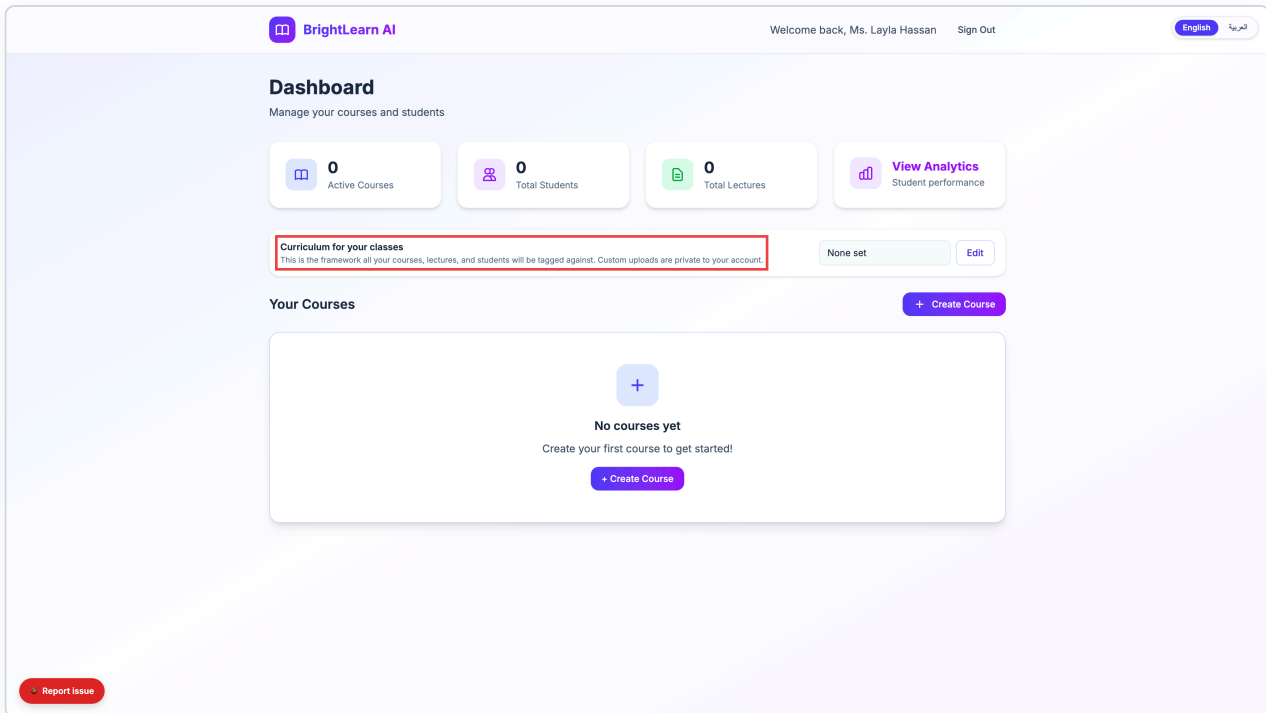 BrightLearn AI
Welcome back, Ms. Layla Hassan
Sign Out
English
العربية
Dashboard
Manage your courses and students
0
Active Courses
0
Total Students
0
Total Lectures
View Analytics
Student performance
Curriculum for your classes
This is the framework all your courses, lectures, and students will be tagged against. Custom uploads are private to your account.
None set
Edit
Your Courses
+ Create Course
No courses yet
Create your first course to get started!
+ Create Course
Report issue